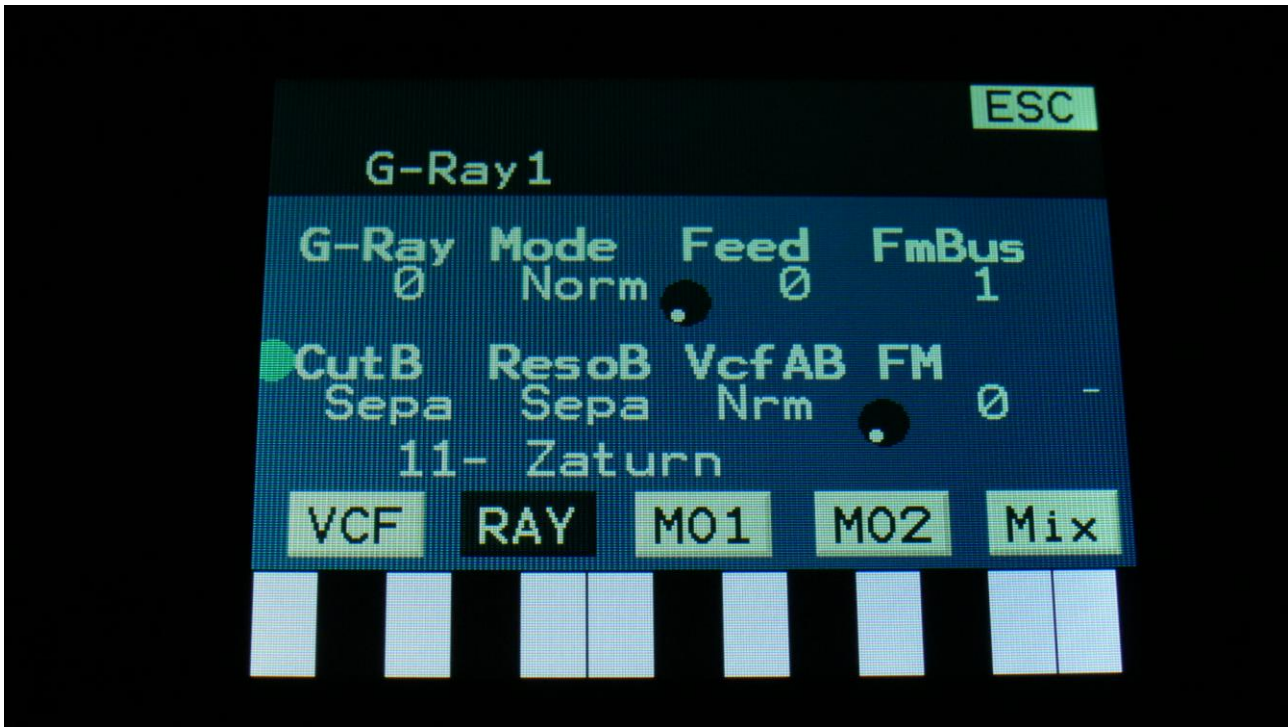 ESC
G-Ray1
G-Ray Mode Feed FmBus
0 Norm 0 1
CutB ResoB VcfAB FM
Sepa Sepa Nrm 0 -
11- Zaturn
VCF RAY MO1 MO2 Mix